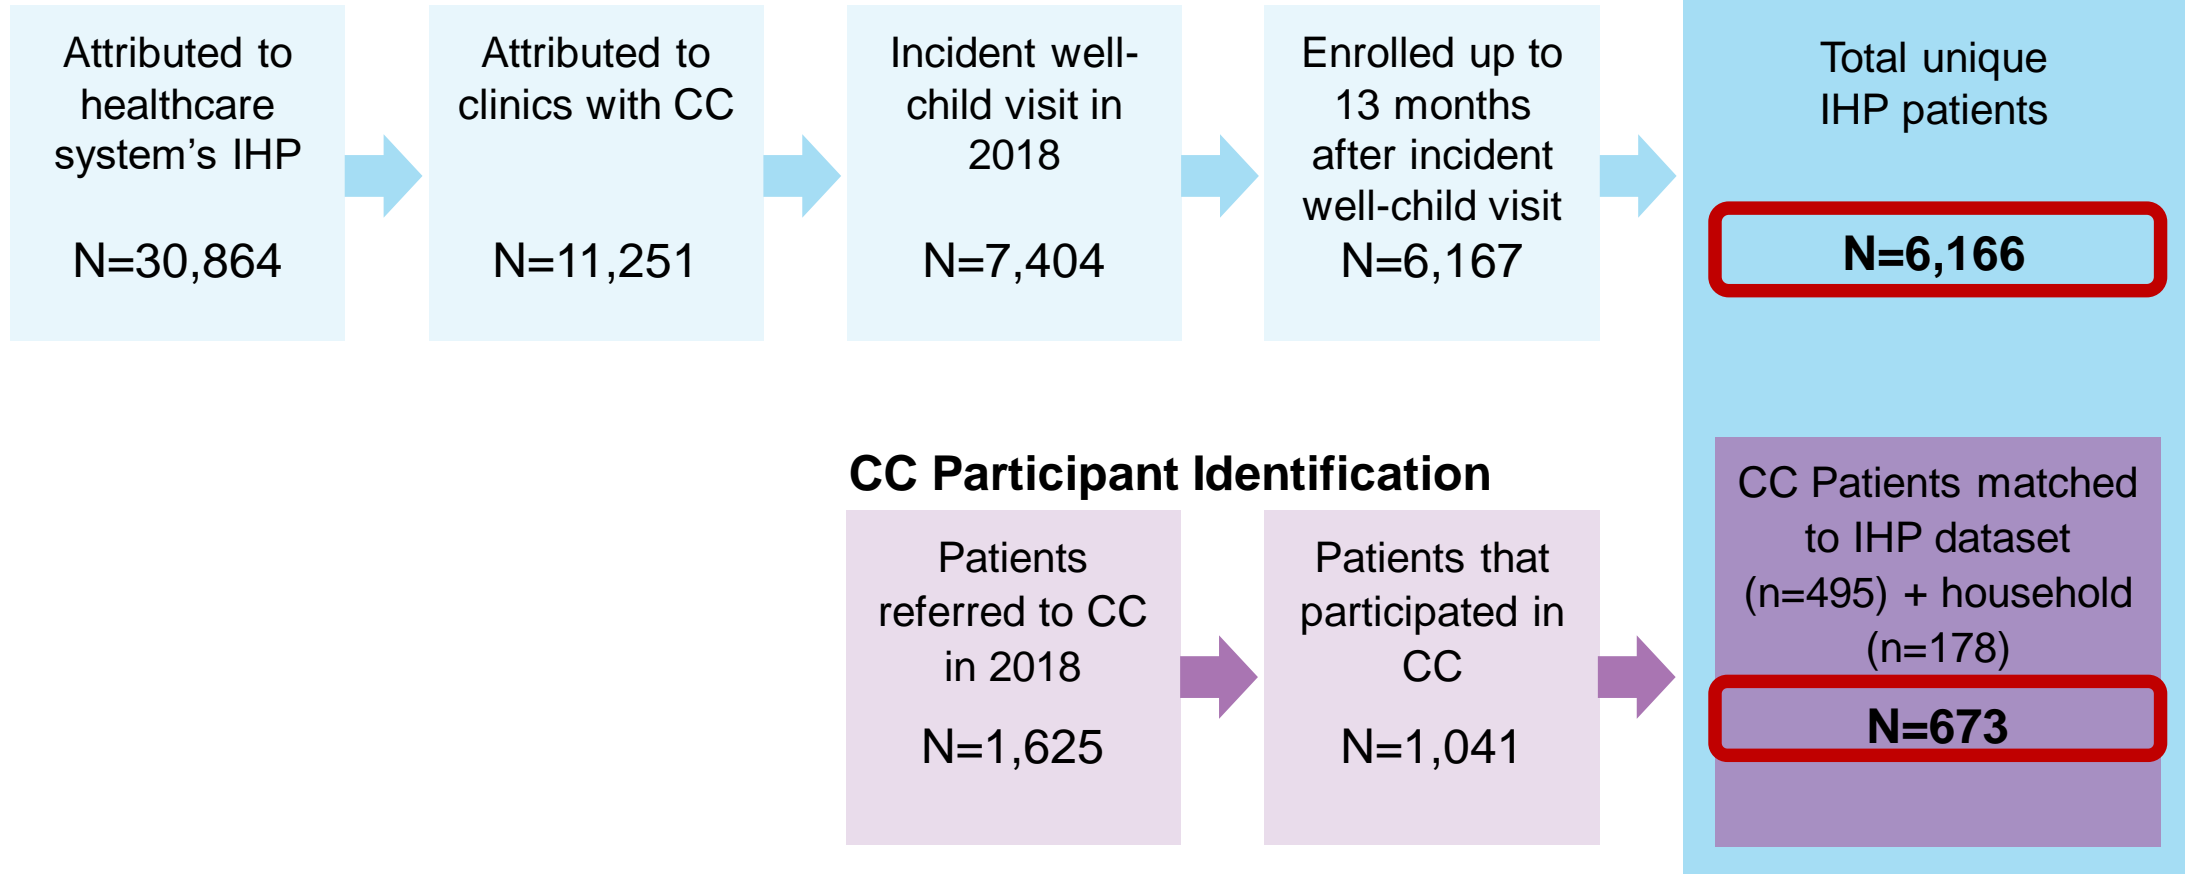 Attributed to
healthcare
system's IHP
N=30,864
Attributed to
clinics with CC
N=11,251
Incident well-
child visit in
2018
N=7,404
Enrolled up to
13 months
after incident
well-child visit
N=6,167
Total unique
IHP patients
N=6,166
CC Participant Identification
Patients
referred to CC
in 2018
N=1,625
Patients that
participated in
CC
N=1,041
CC Patients matched
to IHP dataset
(n=495) + household
(n=178)
N=673